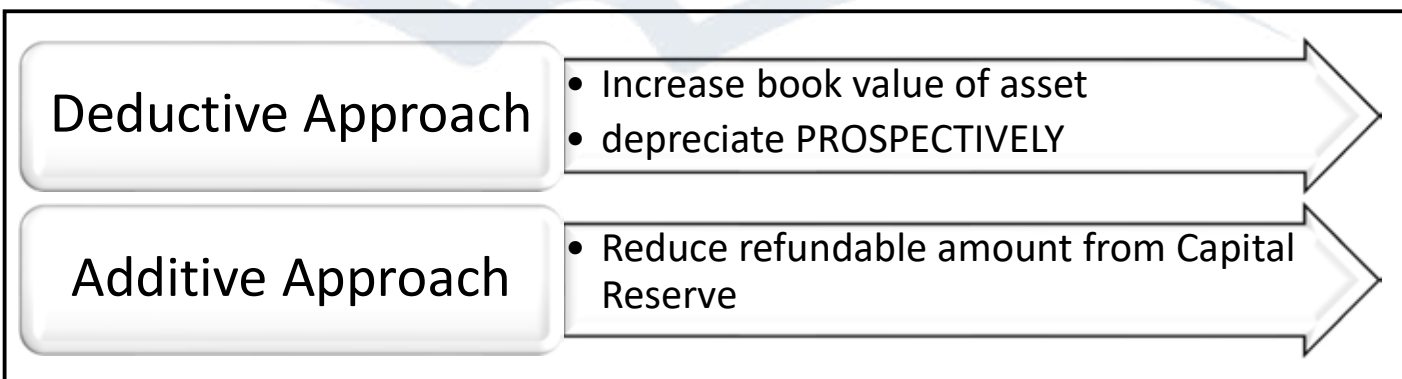 Deductive Approach
• Increase book value of asset
• depreciate PROSPECTIVELY
Additive Approach
• Reduce refundable amount from Capital
Reserve